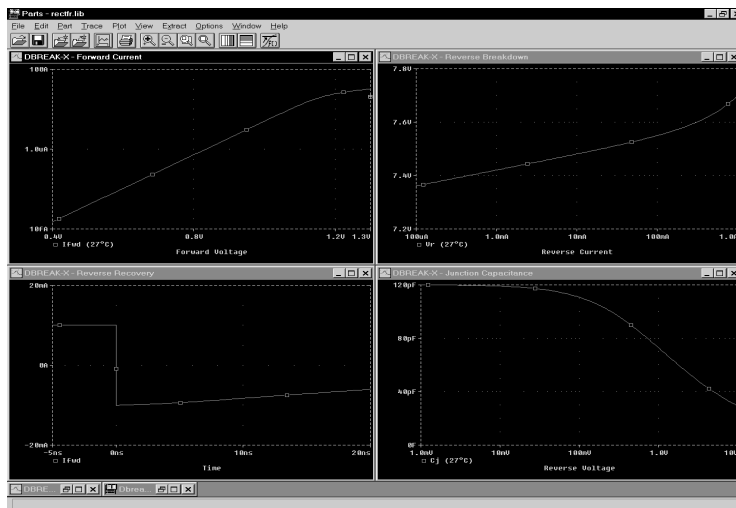 Parts - rectfr.lib
File Edit Part Trace Plot View Extract Options Window Help
DBREAK-X - Forward Current
100A
1.0uA
10fA
0.4V 0.8V 1.2V 1.3V
Ifwd (27°C)
Forward Voltage
DBREAK-X - Reverse Breakdown
7.8V
7.6V
7.4V
7.2V
100uA 1.0mA 10mA 100mA
Vr (27°C)
Reverse Current
DBREAK-X - Reverse Recovery
20mA
0A
-20mA
-5ns 0ns 10ns 20ns
Ifwd
Time
DBREAK-X - Junction Capacitance
120pF
80pF
40pF
0F
1.0mV 10mV 100mV 1.0V
Cj (27°C)
Reverse Voltage
DBRE... Dbrea...